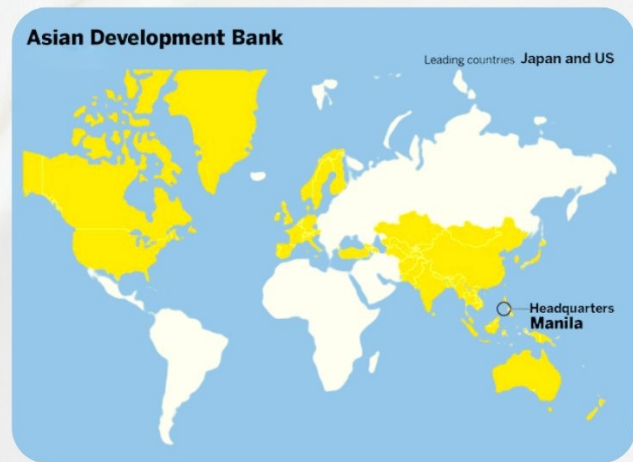 Asian Development Bank
Leading countries Japan and US
Headquarters
Manila